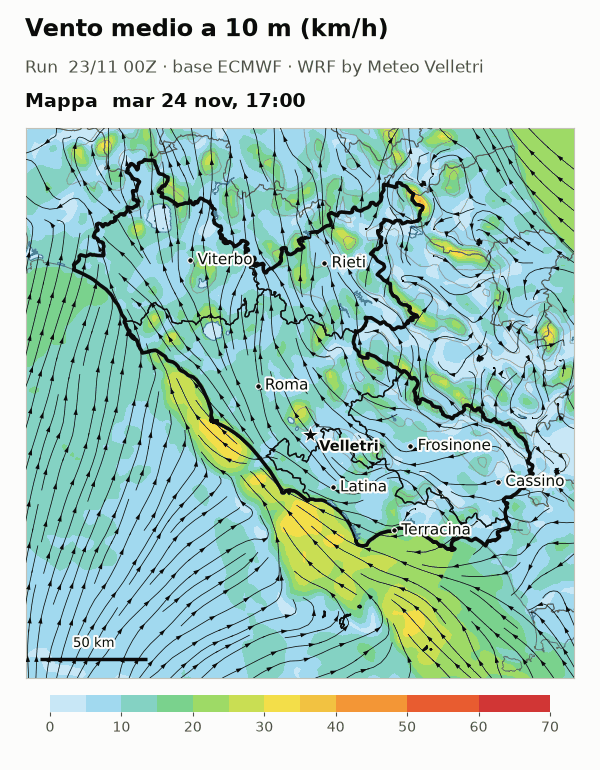 Vento medio a 10 m (km/h)
Run  23/11 00Z · base ECMWF · WRF by Meteo Velletri
Mappa  mar 24 nov, 17:00
Viterbo
Rieti
Roma
Velletri
Frosinone
Latina
Cassino
Terracina
50 km
0 10 20 30 40 50 60 70